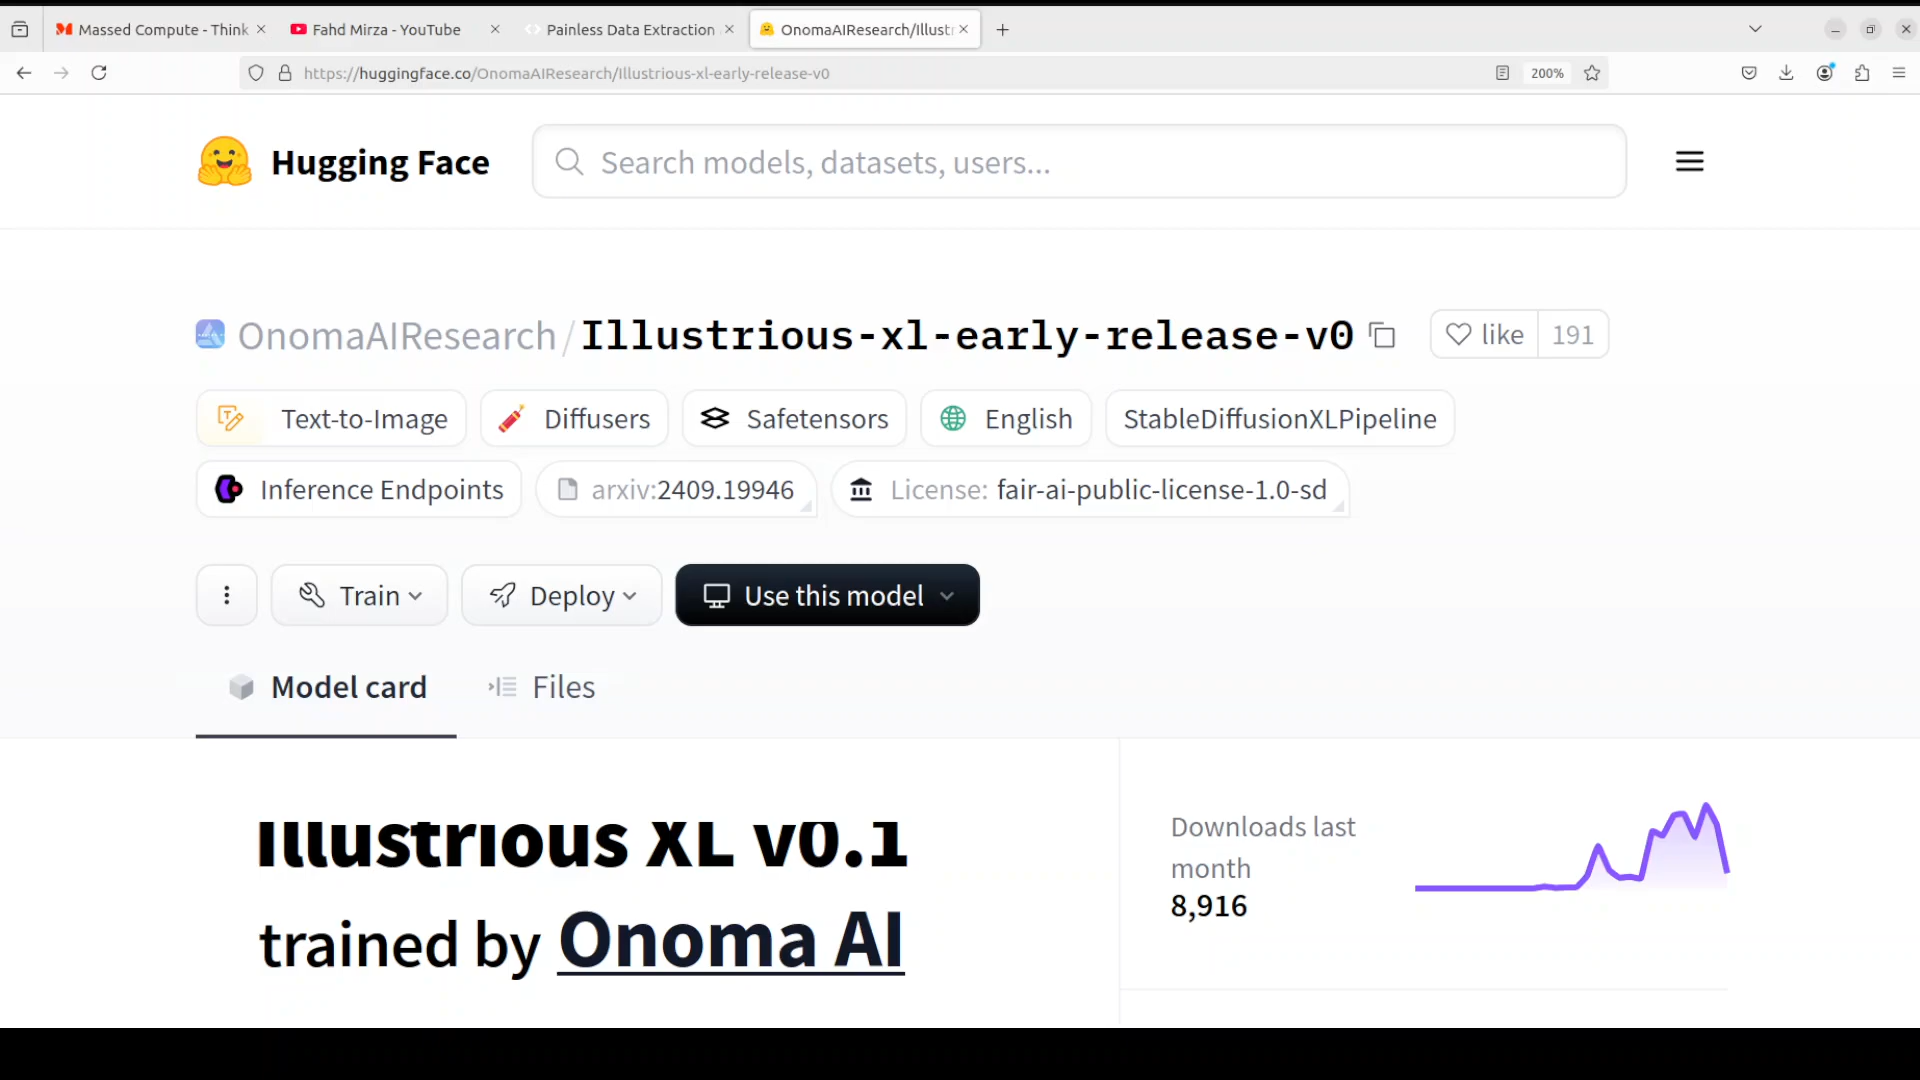 Massed Compute - Think
Fahd Mirza - YouTube
Painless Data Extraction
OnomaAIResearch/Illustr
https://huggingface.co/OnomaAIResearch/Illustrious-xl-early-release-v0
200%
Hugging Face
Search models, datasets, users...
OnomaAIResearch/Illustrious-xl-early-release-v0
like 191
Text-to-Image
Diffusers
Safetensors
English
StableDiffusionXLPipeline
Inference Endpoints
arxiv:2409.19946
License: fair-ai-public-license-1.0-sd
Train
Deploy
Use this model
Model card
Files
Illustrious XL v0.1
trained by Onoma AI
Downloads last
month
8,916